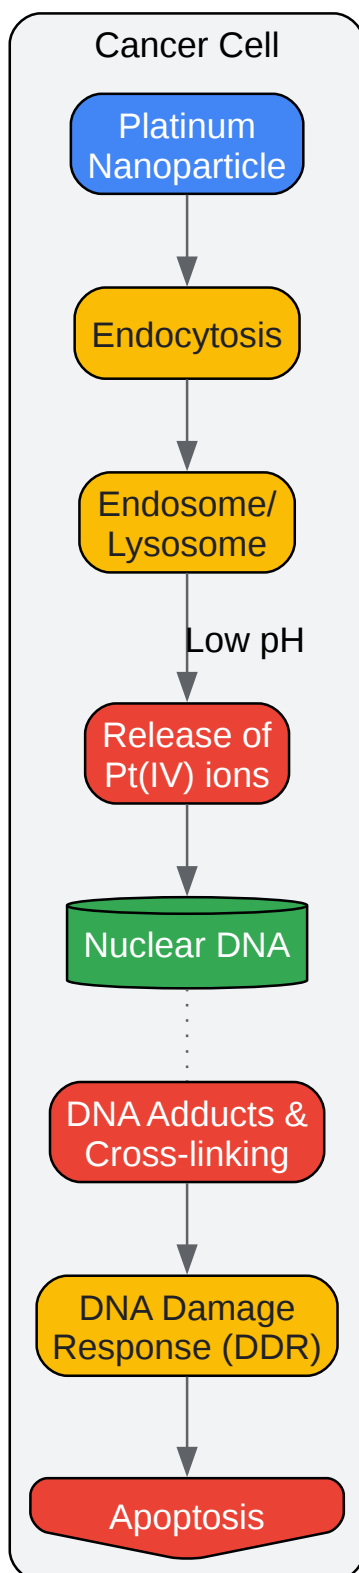 Cancer Cell
Platinum
Nanoparticle
Endocytosis
Endosome/
Lysosome
Low pH
Release of
Pt(IV) ions
Nuclear DNA
DNA Adducts &
Cross-linking
DNA Damage
Response (DDR)
Apoptosis